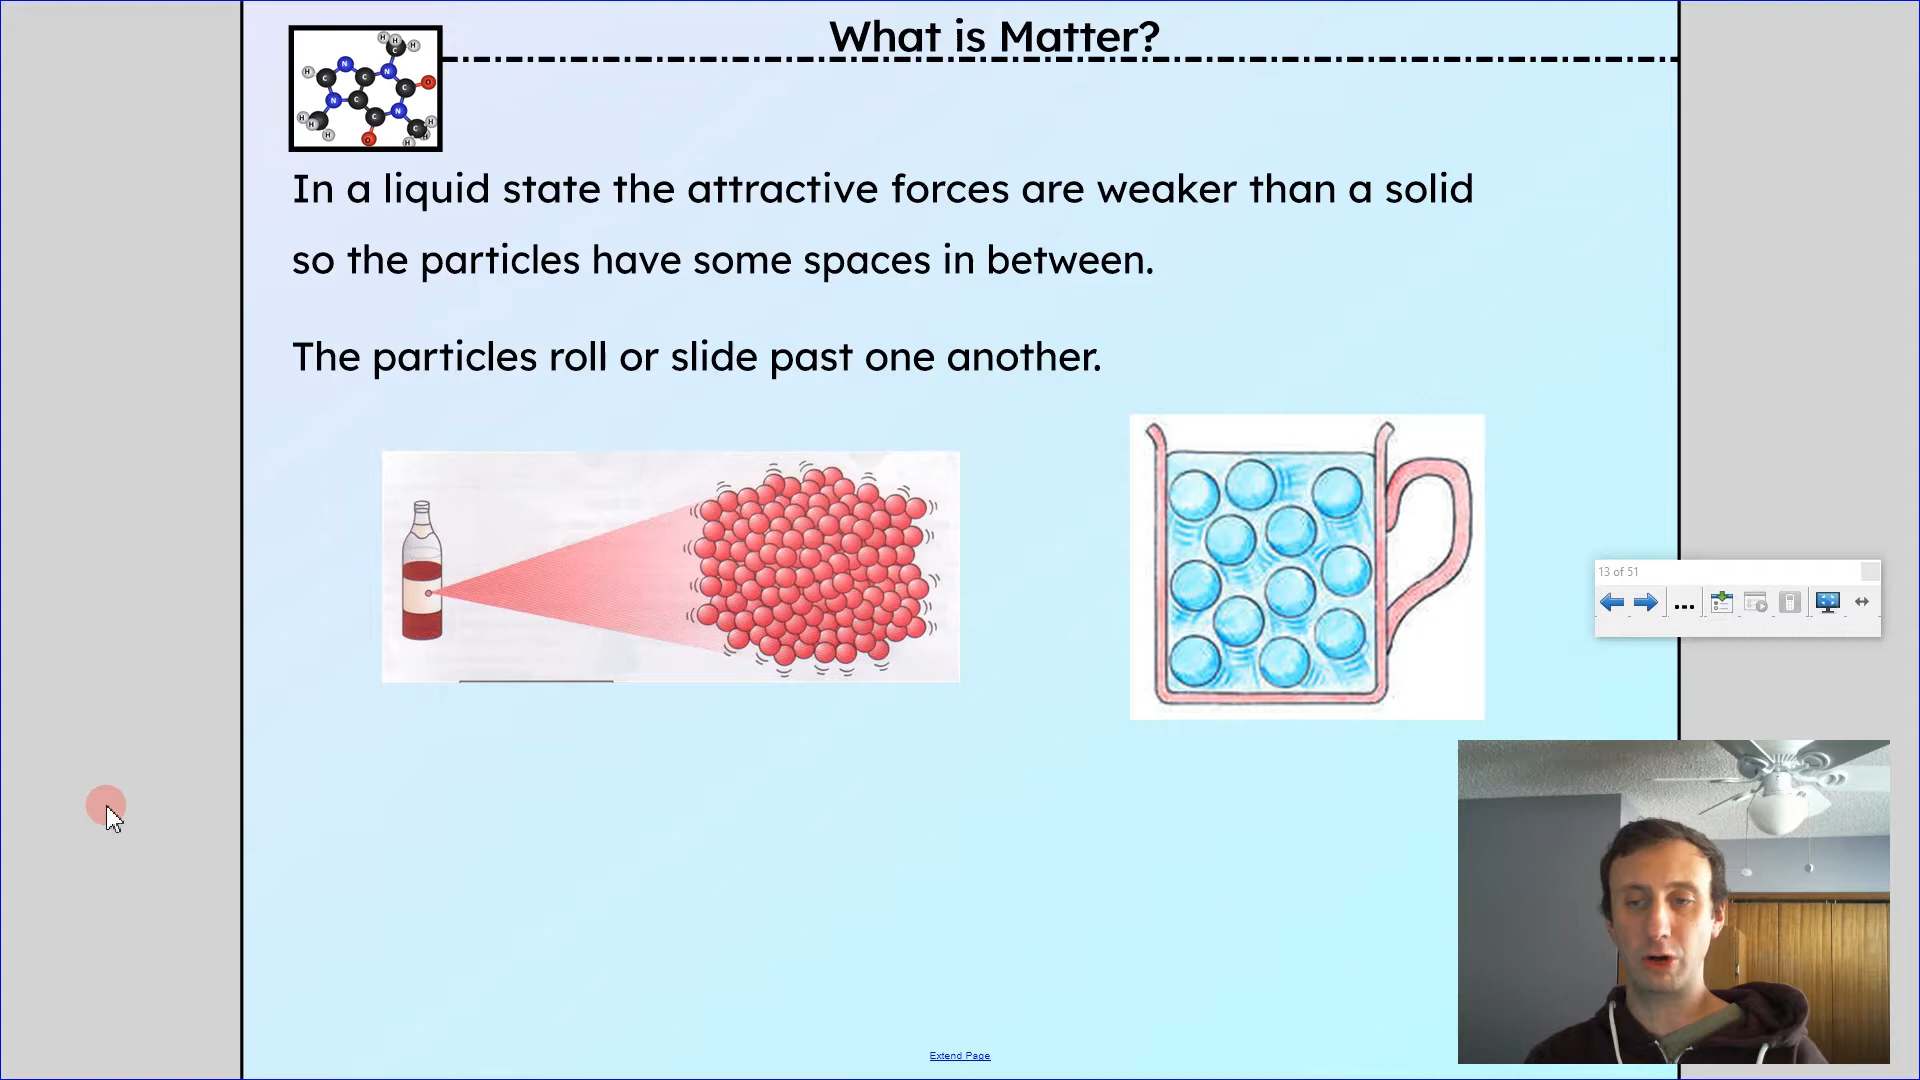 What is Matter?
In a liquid state the attractive forces are weaker than a solid
so the particles have some spaces in between.
The particles roll or slide past one another.
13 of 51
Extend Page